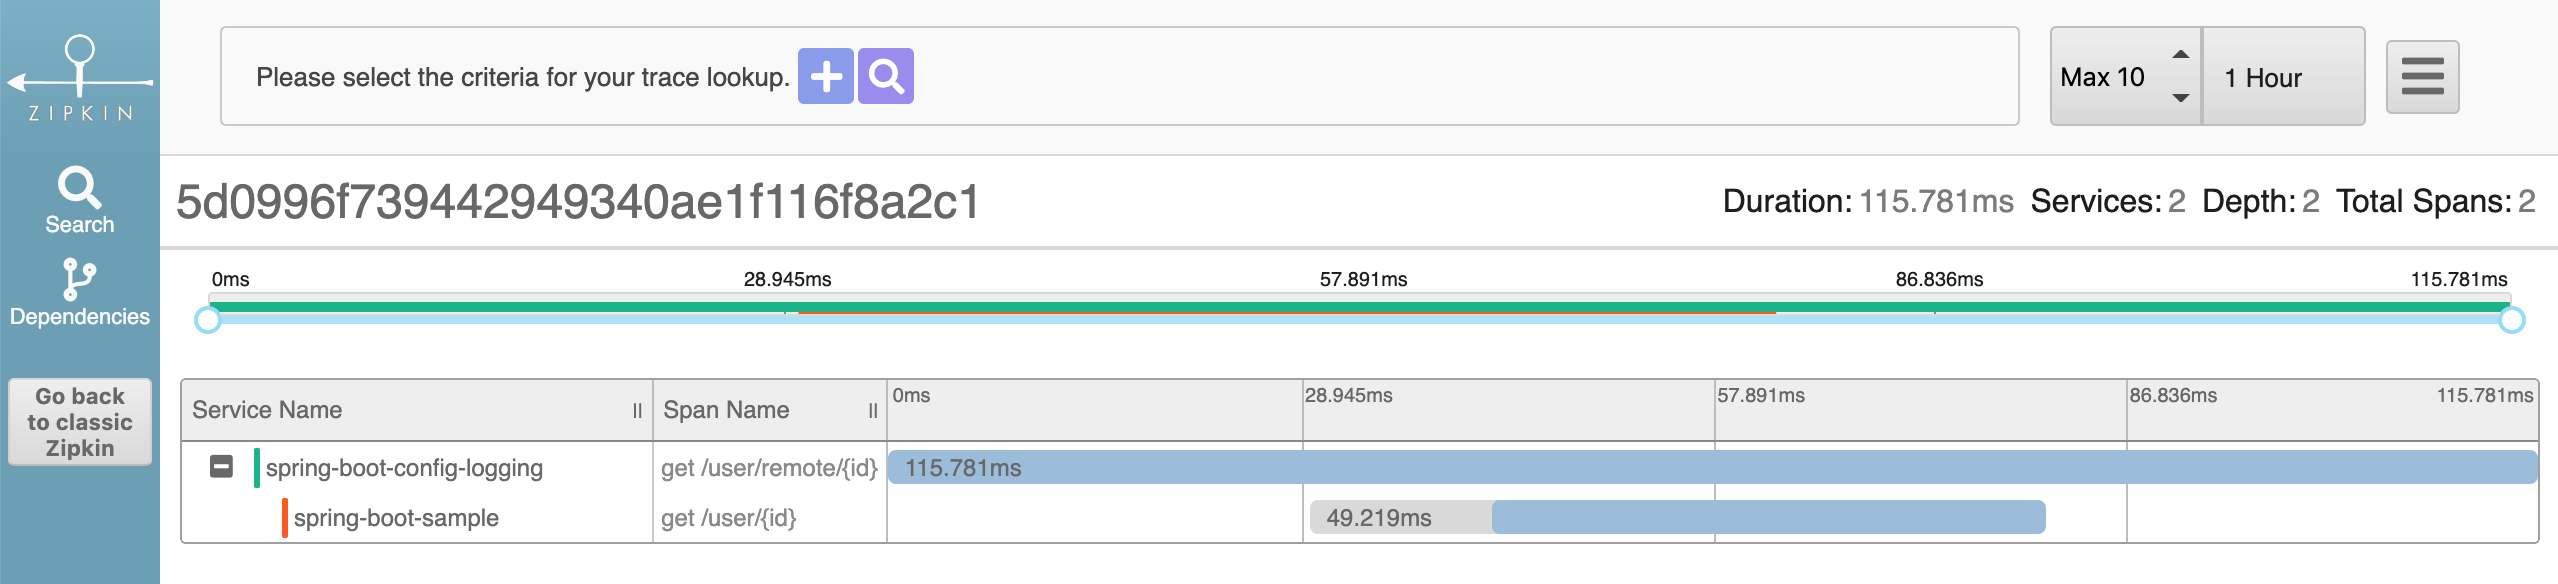 ZIPKIN
Search
Dependencies
Go back
to classic
Zipkin
Please select the criteria for your trace lookup.
Max 10
1 Hour
5d0996f739442949340ae1f116f8a2c1
Duration: 115.781ms Services: 2 Depth: 2 Total Spans: 2
0ms 28.945ms 57.891ms 86.836ms 115.781ms
Service Name Span Name 0ms 28.945ms 57.891ms 86.836ms 115.781ms
spring-boot-config-logging get /user/remote/{id} 115.781ms
spring-boot-sample get /user/{id} 49.219ms